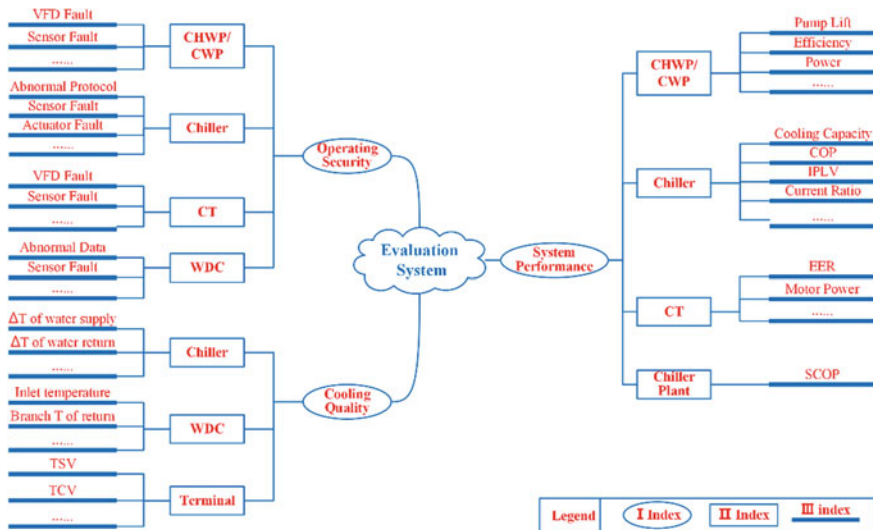 VFD Fault
Sensor Fault
......
CHWP/
CWP
Abnormal Protocol
Sensor Fault
Actuator Fault
......
Chiller
VFD Fault
Sensor Fault
......
CT
Abnormal Data
Sensor Fault
......
WDC
Operating
Security
ΔT of water supply
ΔT of water return
......
Chiller
Inlet temperature
Branch T of return
......
WDC
TSV
TCV
......
Terminal
Cooling
Quality
Evaluation
System
System
Performance
CHWP/
CWP
Pump Lift
Efficiency
Power
......
Chiller
Cooling Capacity
COP
IPLV
Current Ratio
......
CT
EER
Motor Power
......
Chiller
Plant
SCOP
Legend
I Index
II Index
III index